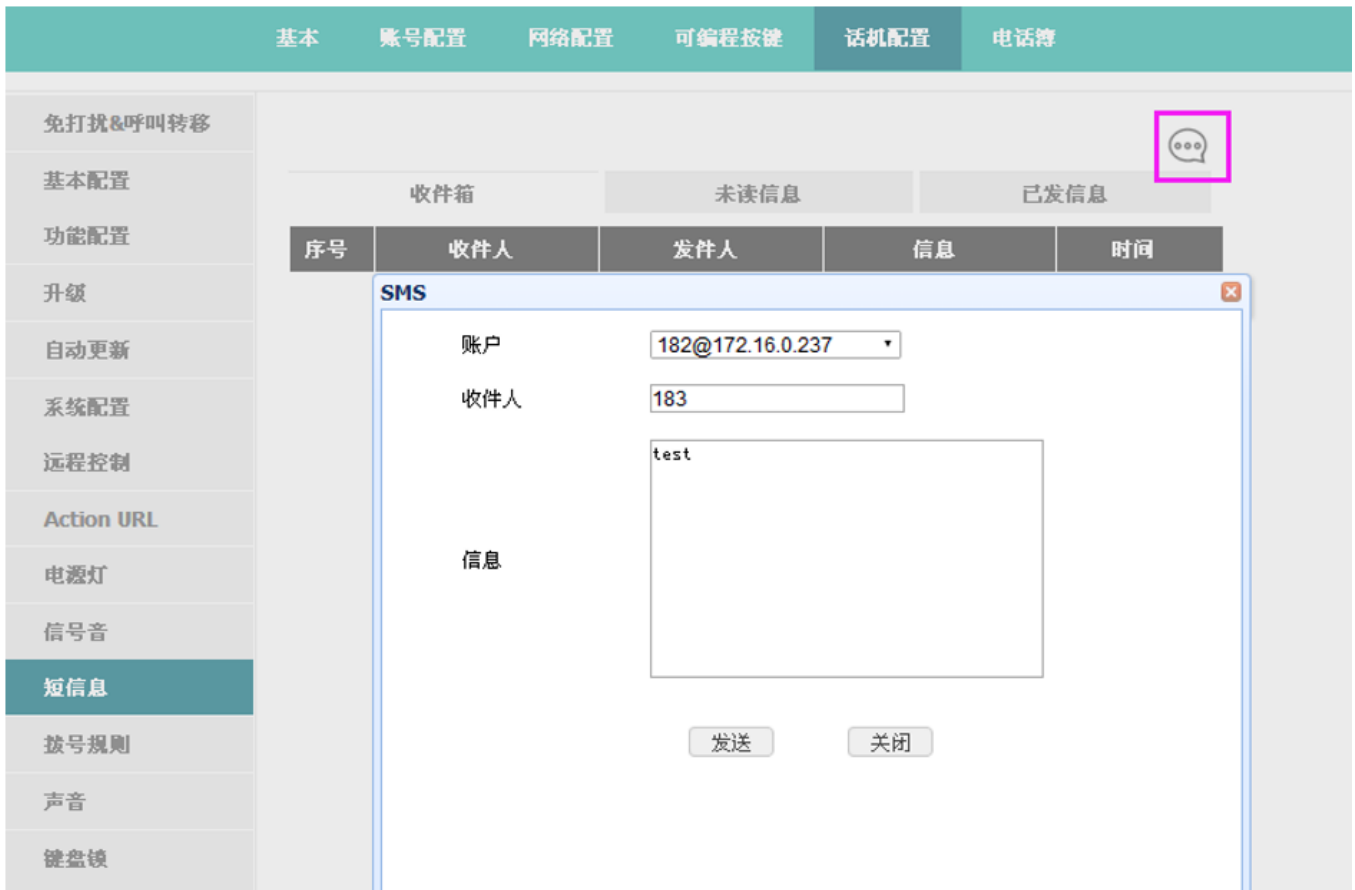 基本 账号配置 网络配置 可编程按键 话机配置 电话簿
免打扰&呼叫转移
基本配置
功能配置
升级
自动更新
系统配置
远程控制
Action URL
电源灯
信号音
短信息
拨号规则
声音
键盘锁
收件箱 未读信息 已发信息
序号 收件人 发件人 信息 时间
SMS
账户 182@172.16.0.237
收件人 183
信息 test
发送 关闭